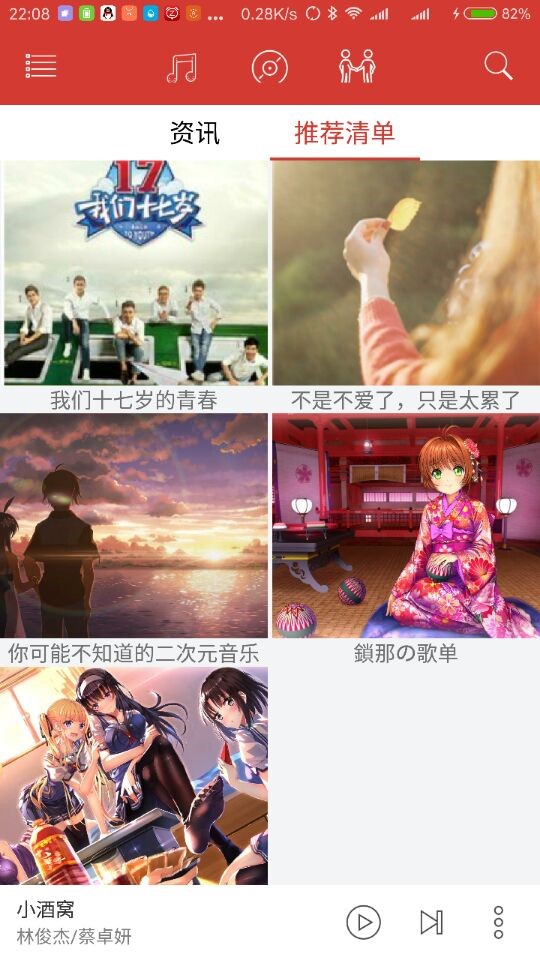 22:08
0.28K/s
82%
资讯
推荐清单
17
我们十七岁
BACK
TO YOUTH
我们十七岁的青春
不是不爱了，只是太累了
你可能不知道的二次元音乐
鎖那の歌单
小酒窝
林俊杰/蔡卓妍